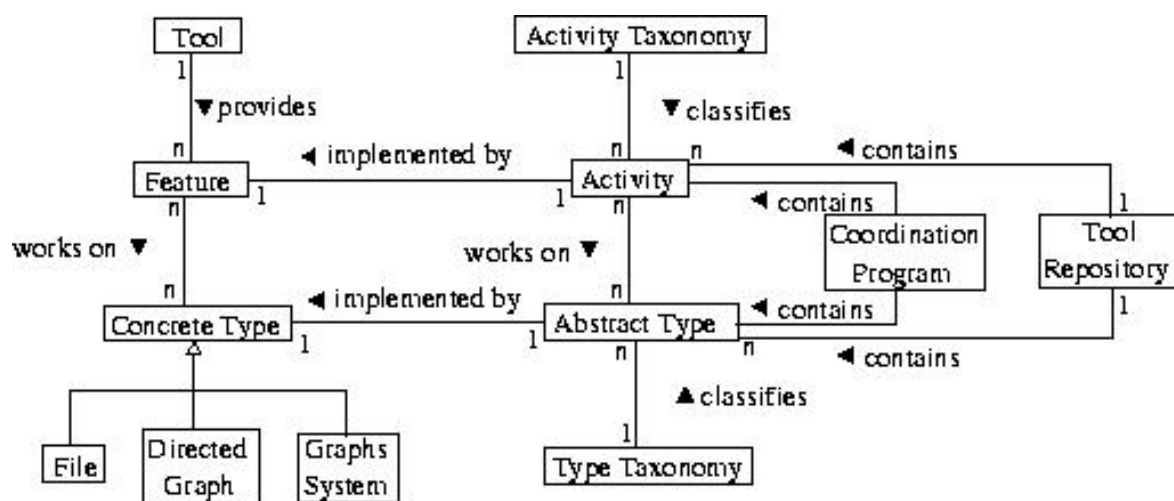 Tool
Activity Taxonomy
1
1
▼ provides
▼ classifies
n
n
n
◄ implemented by
◄ contains
Feature
Activity
n
1
1
n
◄ contains
1
works on ▼
works on ▼
Coordination
Program
Tool
Repository
n
n
◄ implemented by
◄ contains
1
Concrete Type
Abstract Type
1
1
n
n
◄ contains
▲ classifies
File
Directed
Graph
Graphs
System
1
Type Taxonomy